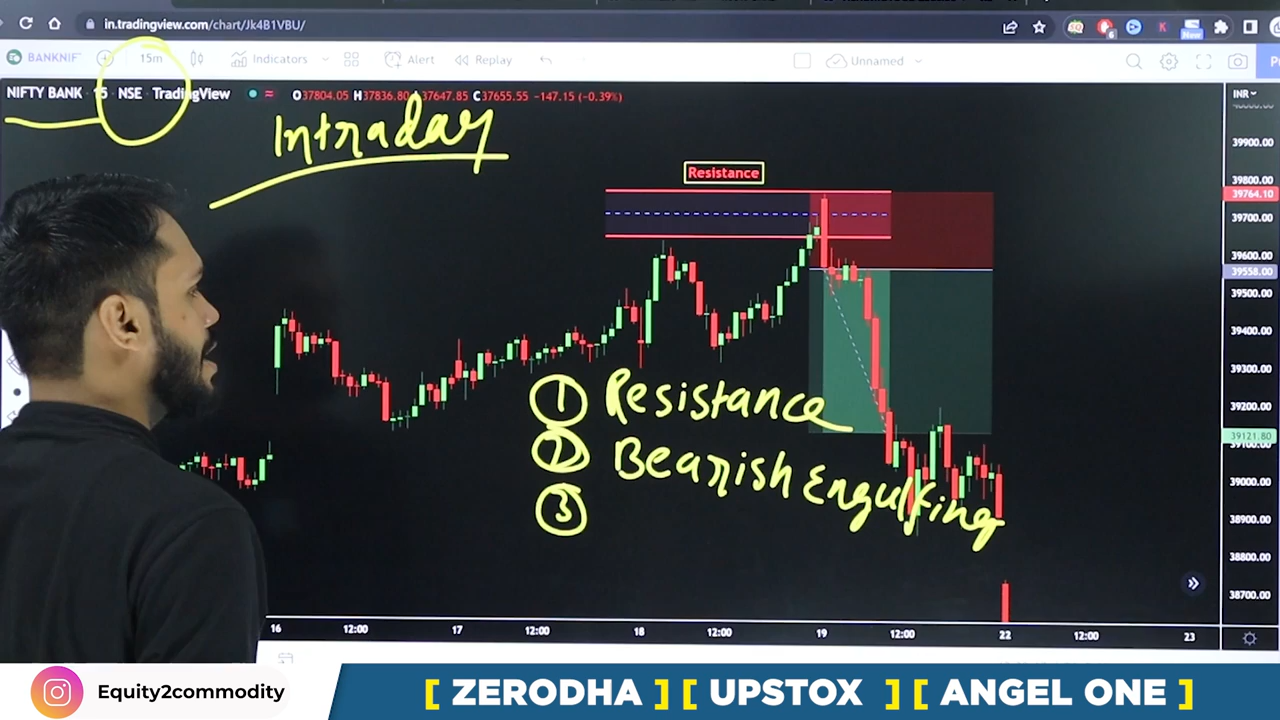 in.tradingview.com/chart/Jk4B1VBU/
6
K
New
BANKNIF
15m
Indicators
Alert
Replay
Unnamed
NIFTY BANK · 15 · NSE TradingView
O37804.05 H37836.80 L37647.85 C37655.55 -147.15 (-0.39%)
INR
Intraday
Resistance
39900.00
39800.00
39764.10
39700.00
39600.00
39558.00
39500.00
39400.00
39300.00
39200.00
39121.80
39000.00
38900.00
38800.00
38700.00
1 Resistance
2 Bearish Engulfing
3
16 12:00 17 12:00 18 12:00 19 12:00 22 12:00 23
Equity2commodity
[ ZERODHA ] [ UPSTOX ] [ ANGEL ONE ]